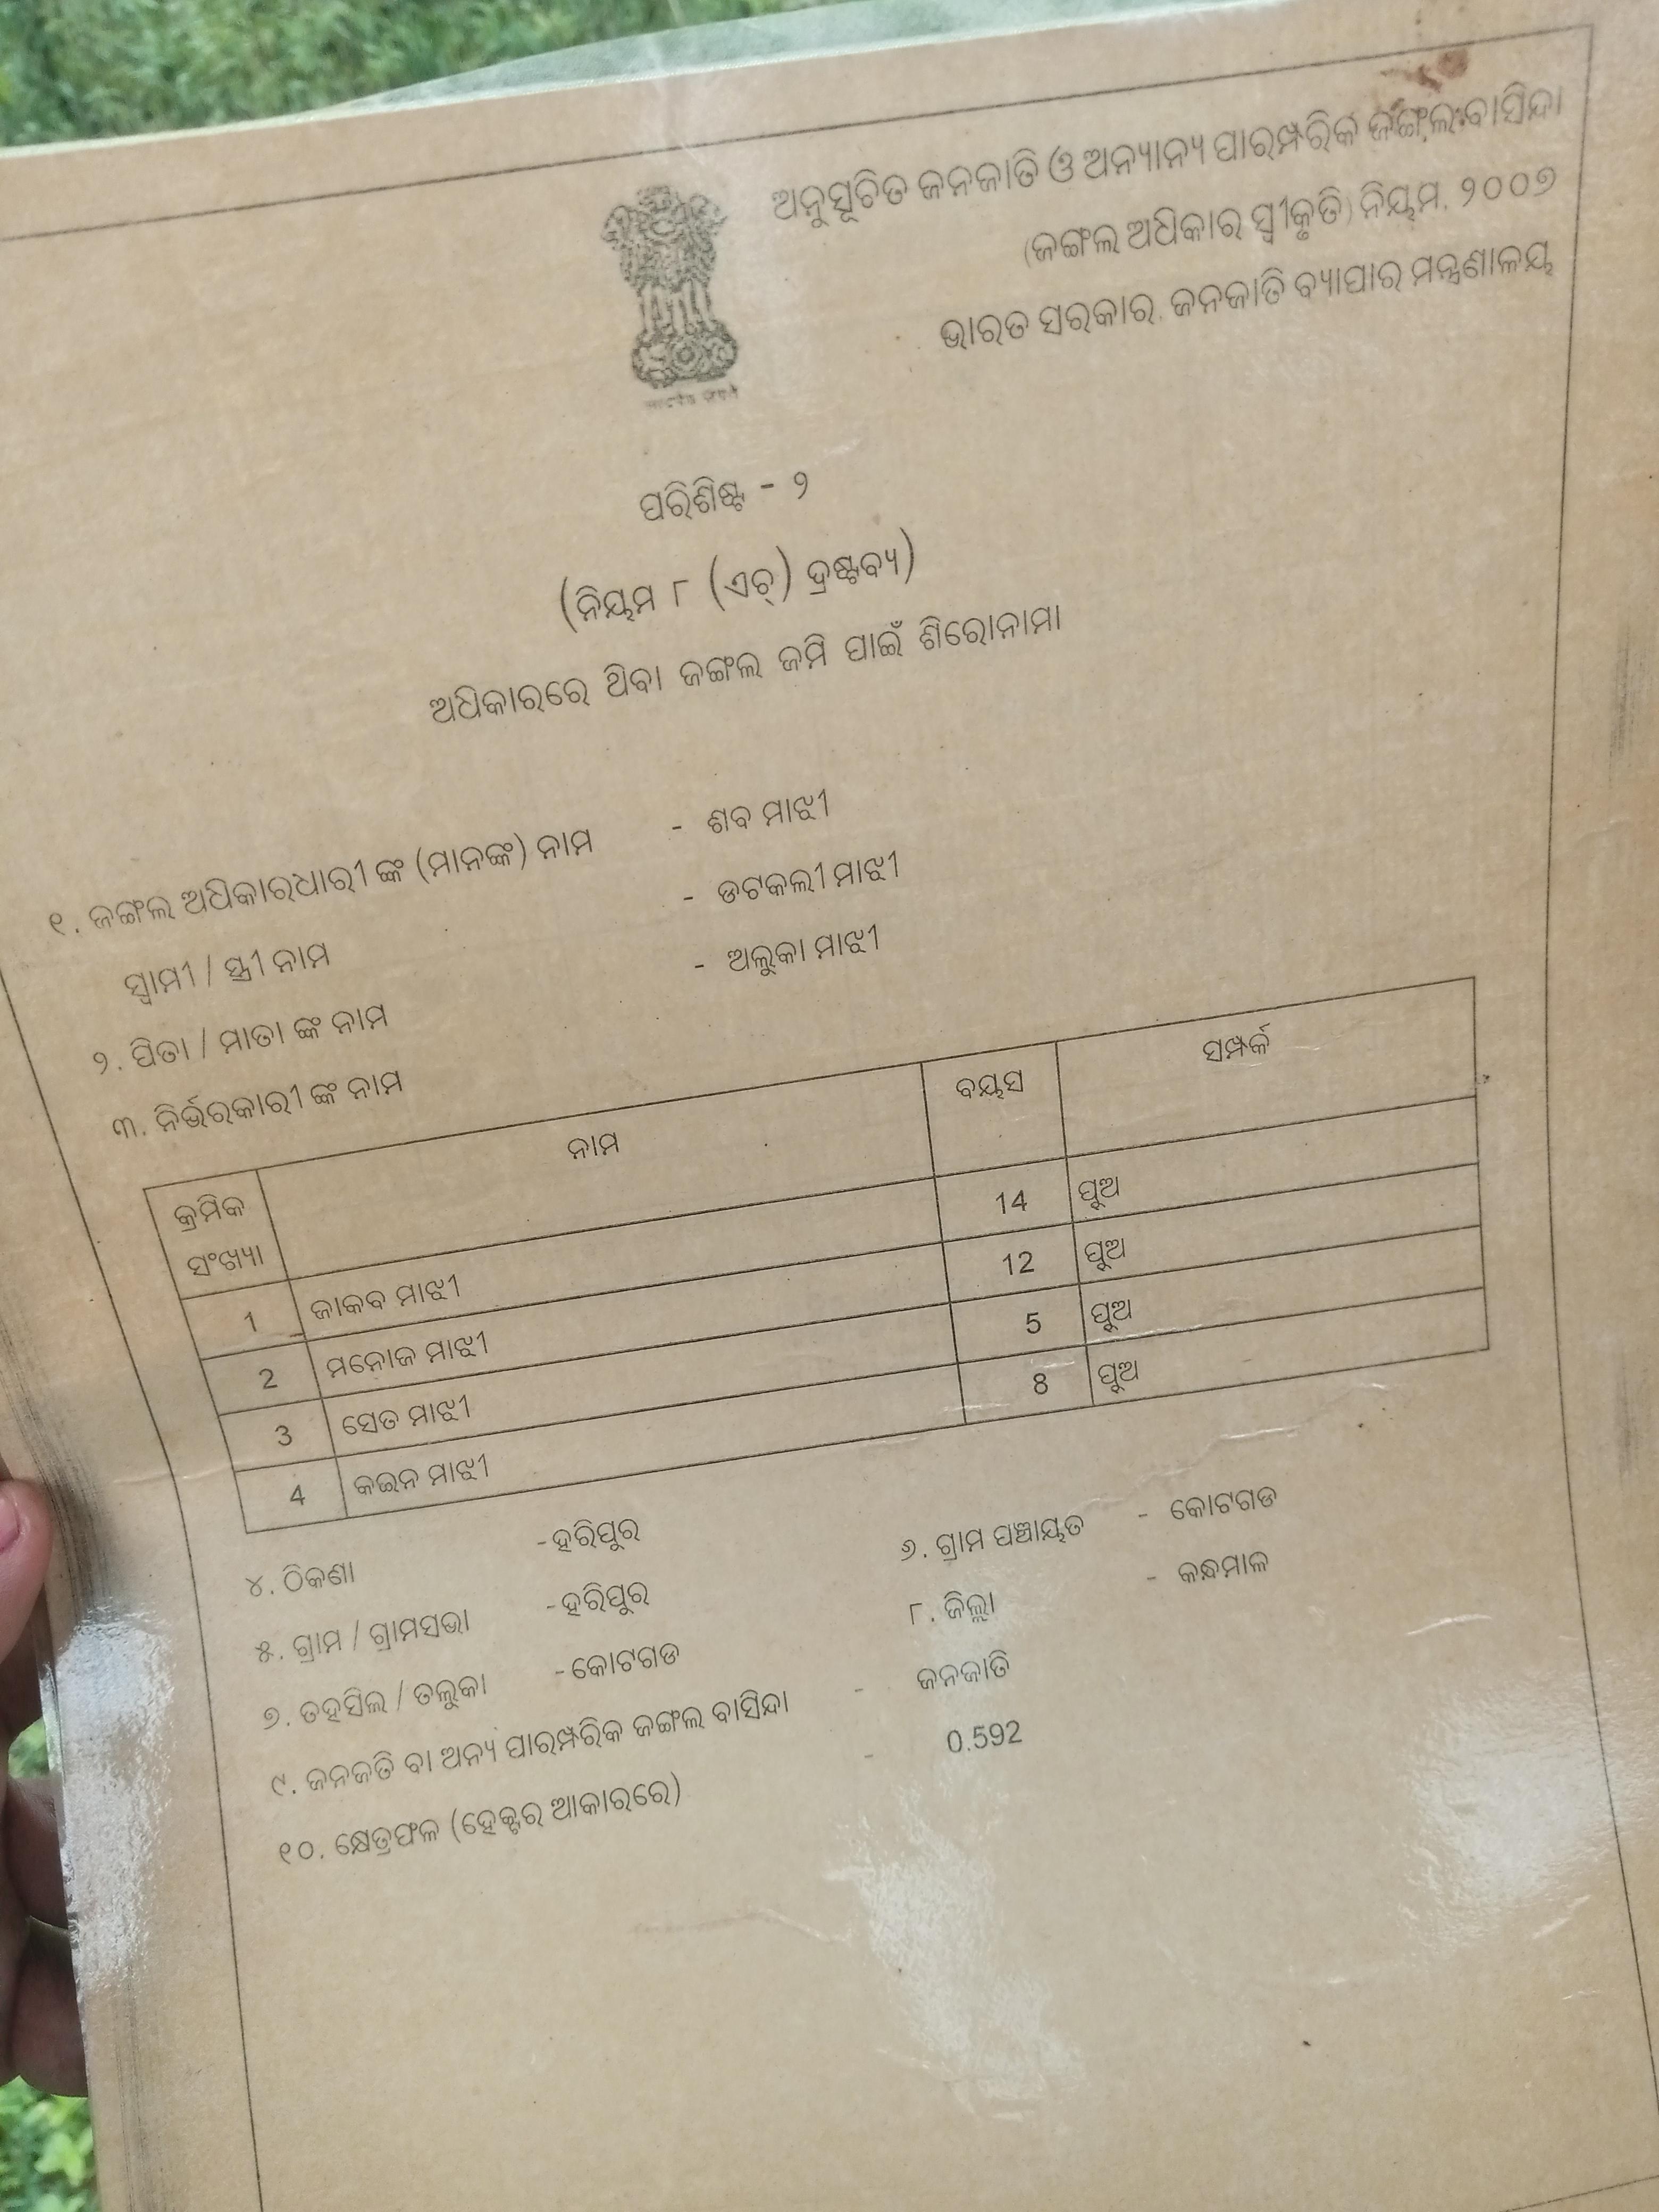 ଅନୁସୂଚିତ ଜନଜାତି ଓ ଅନ୍ୟାନ୍ୟ ପାରମ୍ପରିକ ଜଙ୍ଗଲ ବାସିନ୍ଦା
(ଜଙ୍ଗଲ ଅଧିକାର ସ୍ୱୀକୃତି) ନିୟମ, ୨୦୦୭
ଭାରତ ସରକାର, ଜନଜାତି ବ୍ୟାପାର ମନ୍ତ୍ରଣାଳୟ
ପରିଶିଷ୍ଟ - ୨
(ନିୟମ ୮ (ଏଚ୍) ଦ୍ରଷ୍ଟବ୍ୟ)
ଅଧିକାରରେ ଥିବା ଜଙ୍ଗଲ ଜମି ପାଇଁ ଶିରୋନାମା
୧. ଜଙ୍ଗଲ ଅଧିକାରଧାରୀ ଙ୍କ (ମାନଙ୍କ) ନାମ - ଶବ ମାଝୀ
ସ୍ୱାମୀ / ସ୍ତ୍ରୀ ନାମ - ଡଟକଲୀ ମାଝୀ
୨. ପିତା / ମାତା ଙ୍କ ନାମ - ଅଲୁକା ମାଝୀ
୩. ନିର୍ଭରକାରୀ ଙ୍କ ନାମ
କ୍ରମିକ ସଂଖ୍ୟା ନାମ ବୟସ ସମ୍ପର୍କ
1 ଜାକବ ମାଝୀ 14 ପୁଅ
2 ମନୋଜ ମାଝୀ 12 ପୁଅ
3 ସେତ ମାଝୀ 5 ପୁଅ
4 କଇନ ମାଝୀ 8 ପୁଅ
୪. ଠିକଣା - ହରିପୁର
୫. ଗ୍ରାମ / ଗ୍ରାମସଭା - ହରିପୁର ୬. ଗ୍ରାମ ପଞ୍ଚାୟତ - କୋଟଗଡ
୭. ତହସିଲ / ତଲୁକା - କୋଟଗଡ ୮. ଜିଲ୍ଲା - କନ୍ଧମାଳ
୯. ଜନଜତି ବା ଅନ୍ୟ ପାରମ୍ପରିକ ଜଙ୍ଗଲ ବାସିନ୍ଦା - ଜନଜାତି
୧୦. କ୍ଷେତ୍ରଫଳ (ହେକ୍ଟର ଆକାରରେ) - 0.592